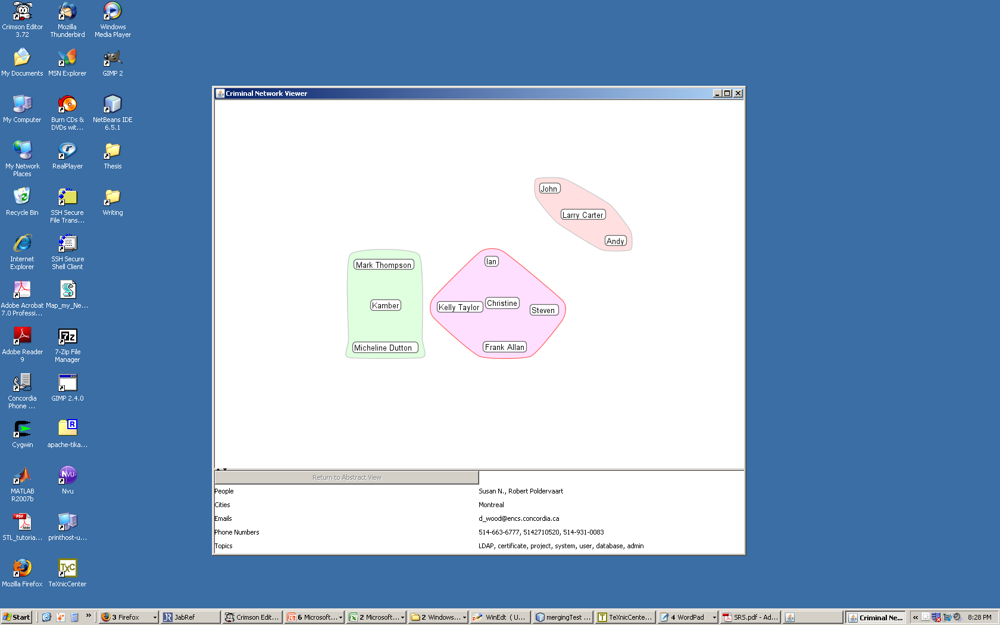 Crimson Editor
3.72
Mozilla
Thunderbird
Windows
Media Player
My Documents
MSN Explorer
GIMP 2
My Computer
Burn CDs &
DVDs wit...
NetBeans IDE
6.5.1
My Network
Places
RealPlayer
Thesis
Recycle Bin
SSH Secure
File Trans...
Writing
Internet
Explorer
SSH Secure
Shell Client
Adobe Acrobat
7.0 Professi...
Map_my_Ne...
Adobe Reader
9
7-Zip File
Manager
Concordia
Phone ...
GIMP 2.4.0
Cygwin
apache-tika...
MATLAB
R2007b
Nvu
STL_tutoria...
printhost-u...
Mozilla Firefox
TeXnicCenter
Criminal Network Viewer
John
Larry Carter
Andy
Mark Thompson
Kamber
Micheline Dutton
Ian
Kelly Taylor
Christine
Steven
Frank Allan
Return to Abstract View
People Susan N., Robert Poldervaart
Cities Montreal
Emails d_wood@encs.concordia.ca
Phone Numbers 514-663-6777, 5142710520, 514-931-0083
Topics LDAP, certificate, project, system, user, database, admin
Start » 3 Firefox JabRef Crimson Edit... 6 Microsoft... 2 Microsoft... 2 Windows... WinEdt ( U... mergingTest ... TeXnicCente... 4 WordPad SRS.pdf - Ad... Criminal Ne... « 8:28 PM